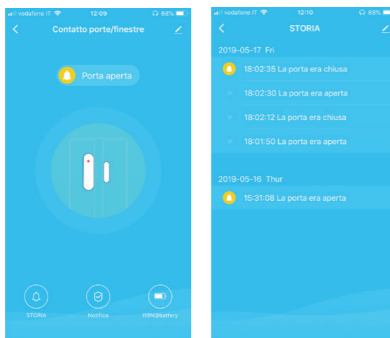 vodafone IT 12:09 68%
Contatto porte/finestre
Porta aperta
STORIA
Notifica
vodafone IT 12:10 68%
STORIA
2019-05-17 Fri
18:02:35 La porta era chiusa
18:02:30 La porta era aperta
18:02:12 La porta era chiusa
18:01:50 La porta era aperta
2019-05-16 Thur
15:31:08 La porta era aperta